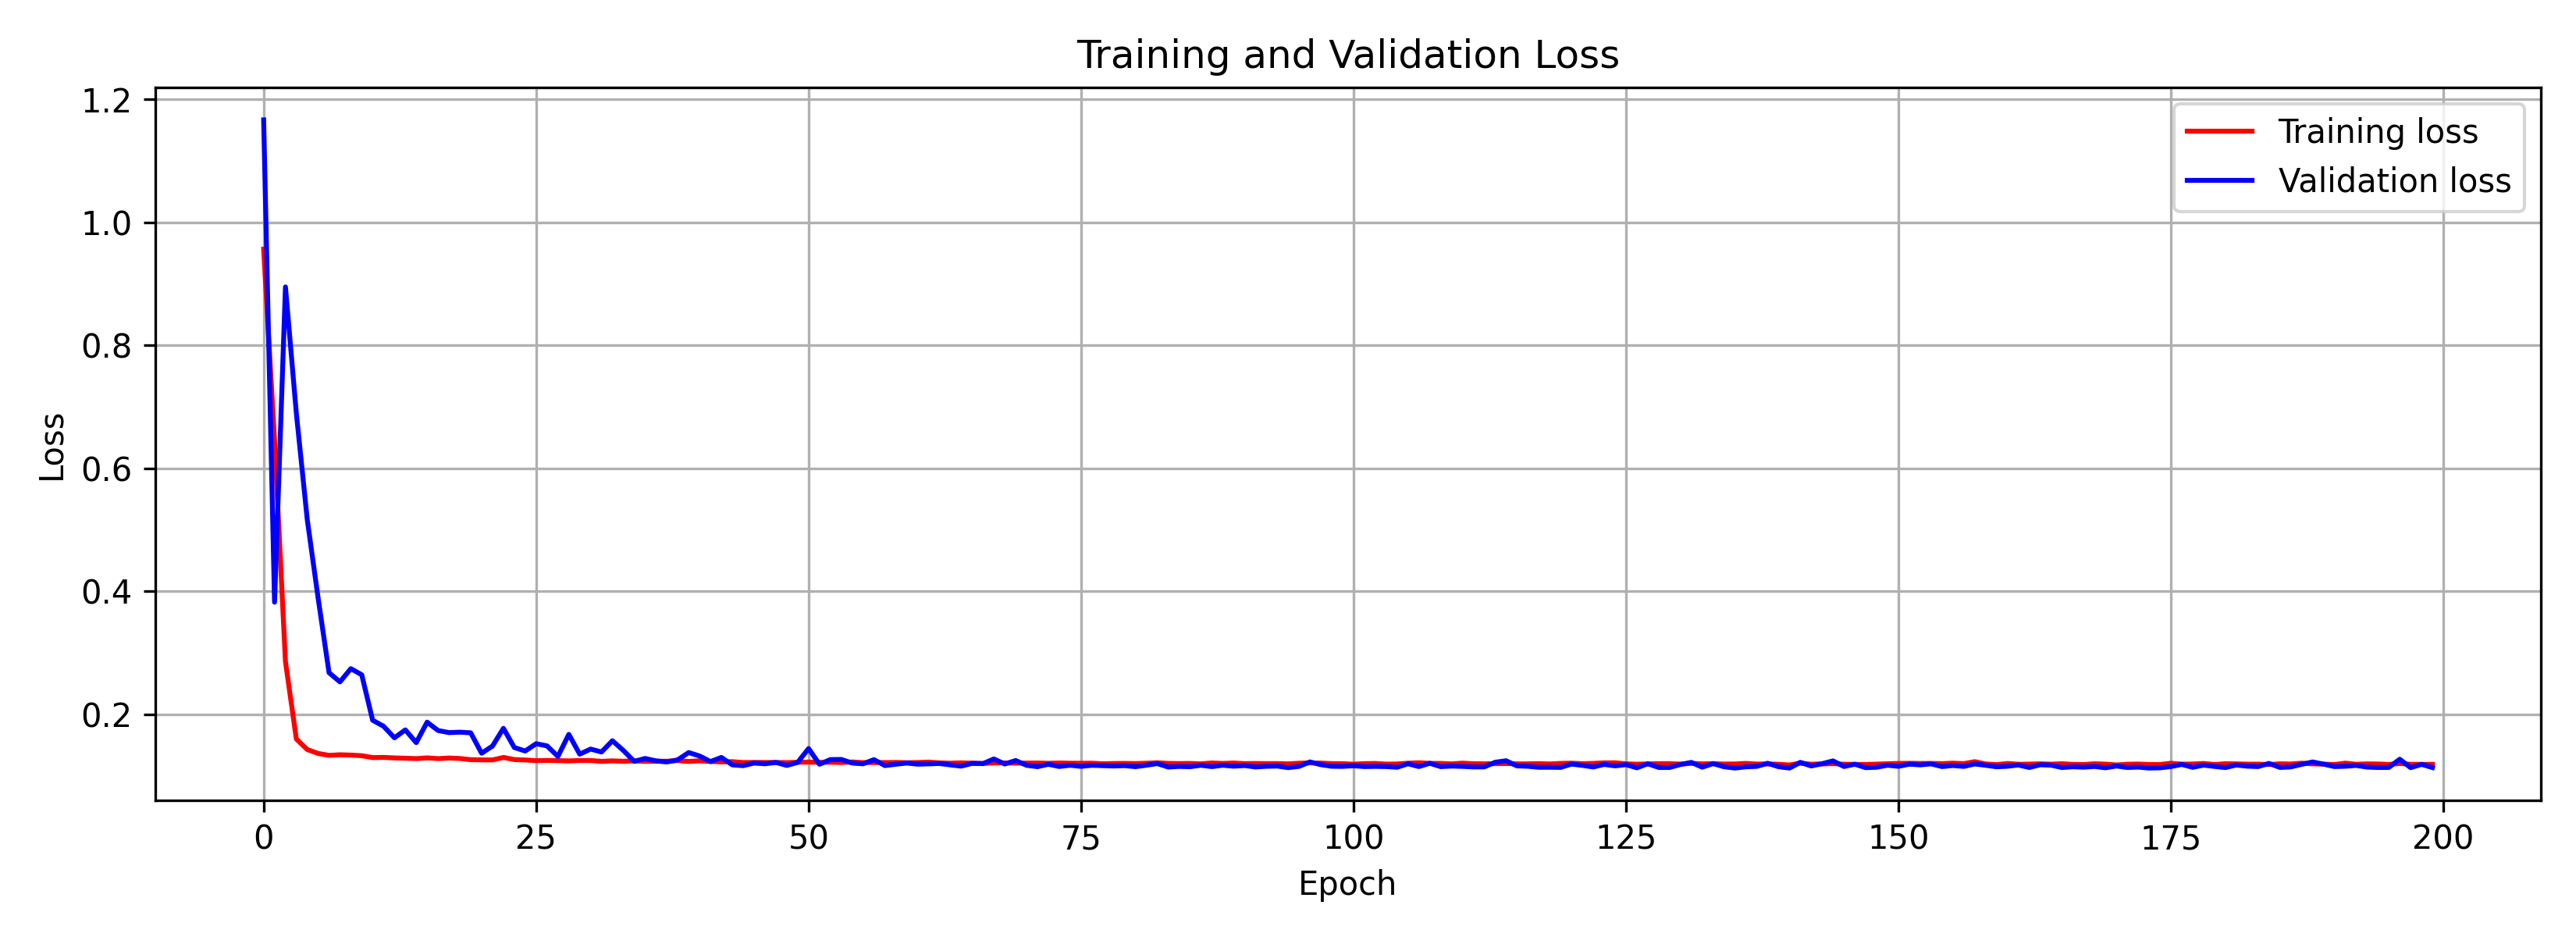 Training and Validation Loss
1.2
1.0
0.8
0.6
0.4
0.2
Loss
Training loss
Validation loss
0 25 50 75 100 125 150 175 200
Epoch